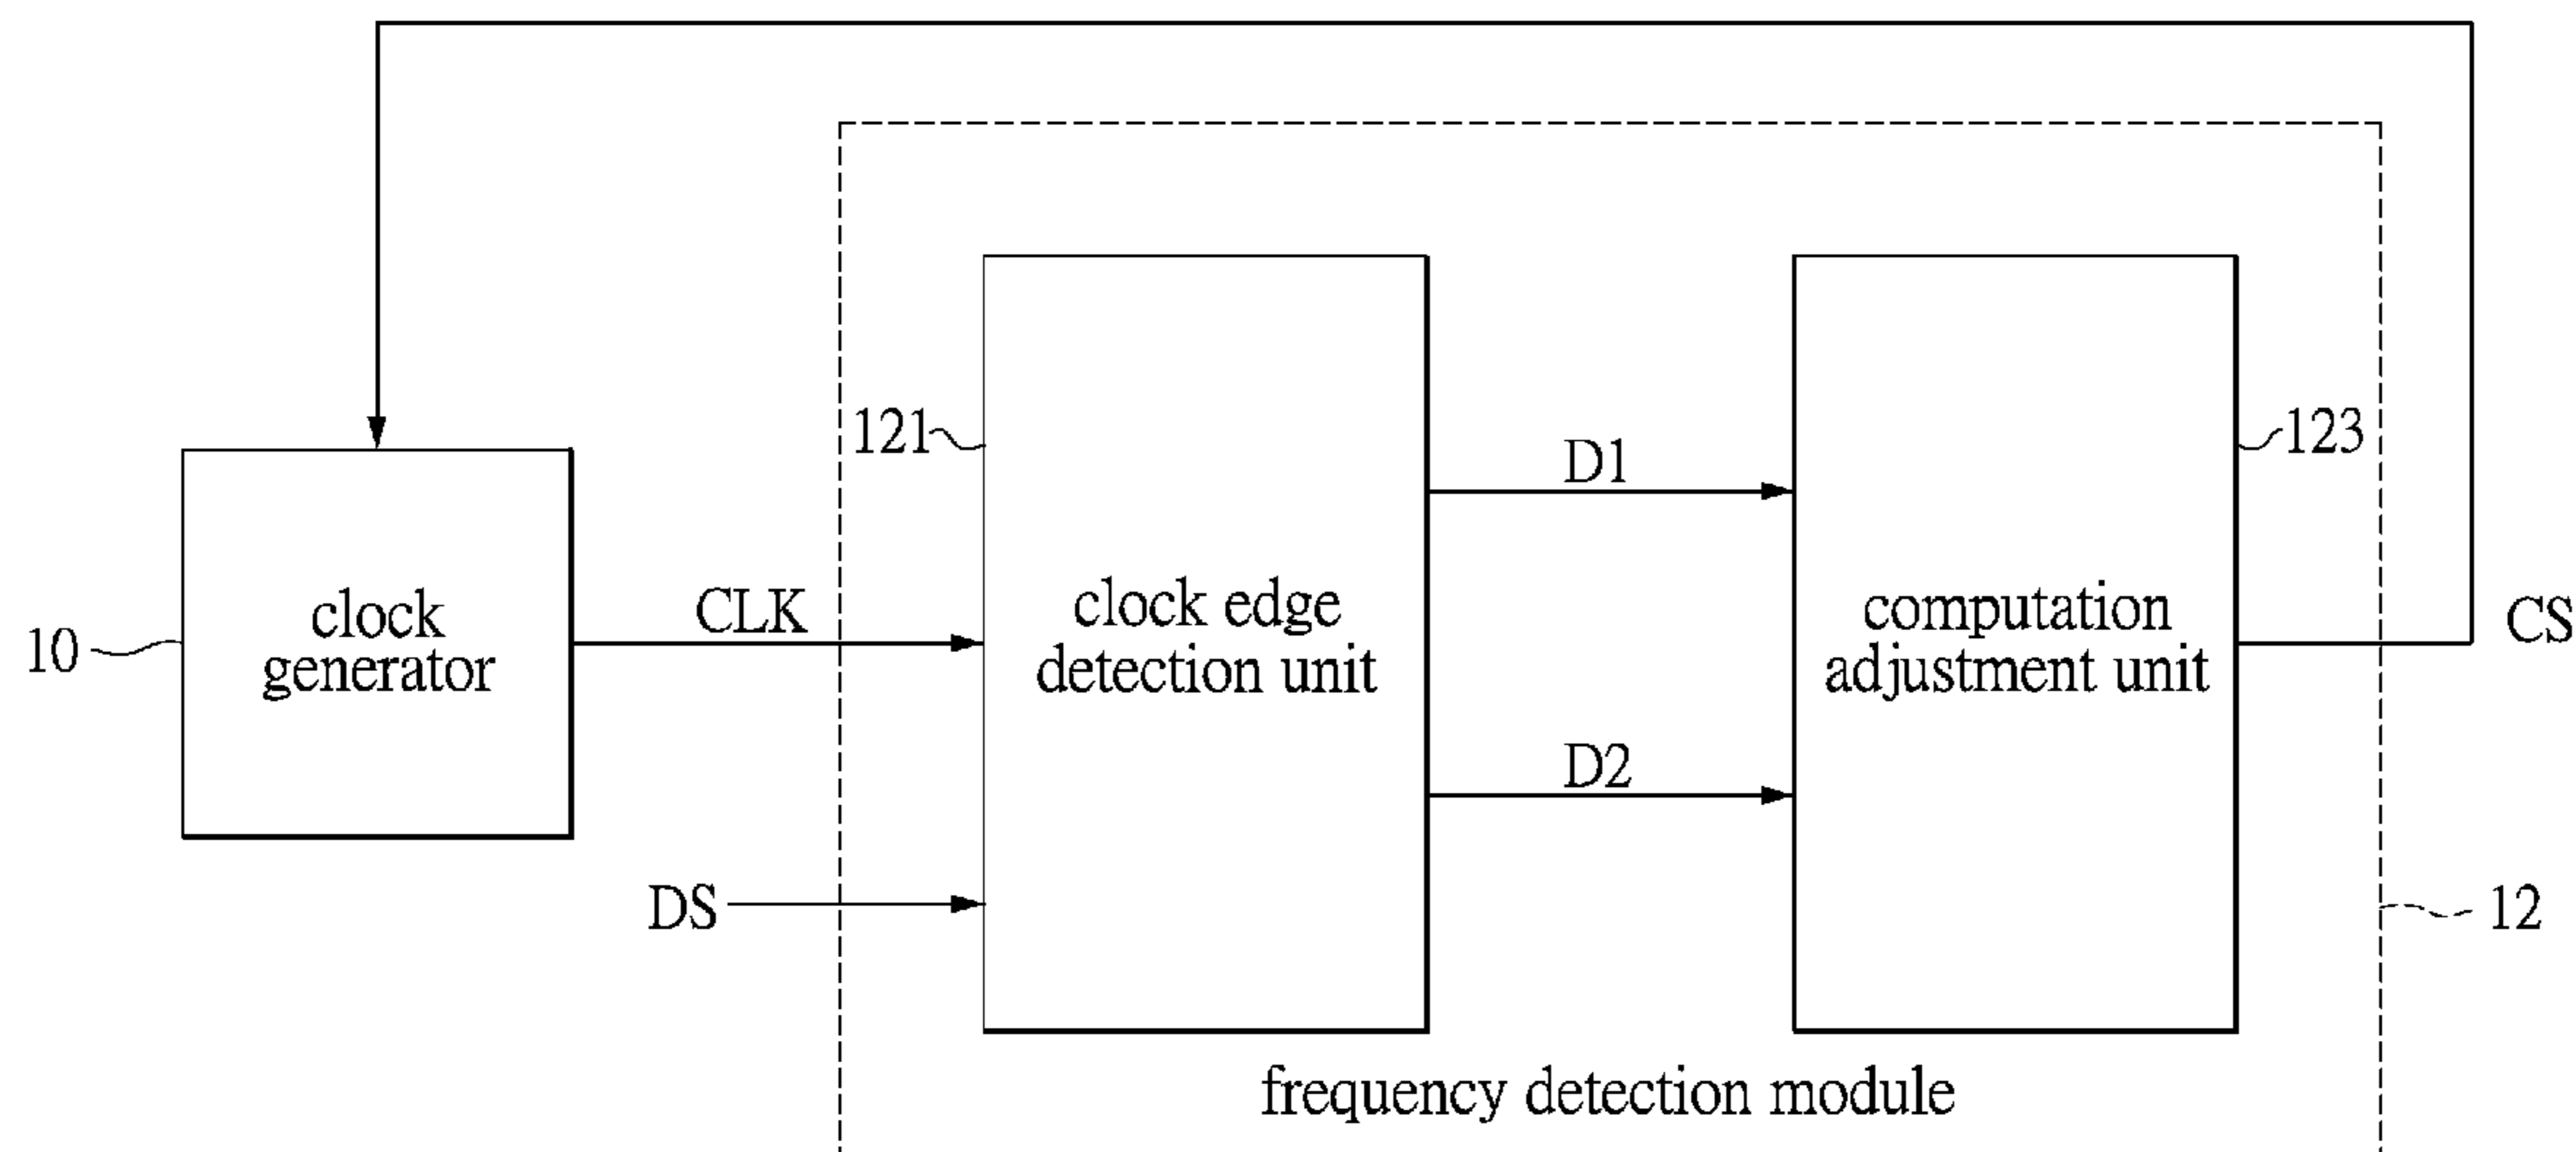 121
123
D1
clock edge
detection unit
computation
adjustment unit
CLK
CS
clock
generator
10
D2
DS
12
frequency detection module